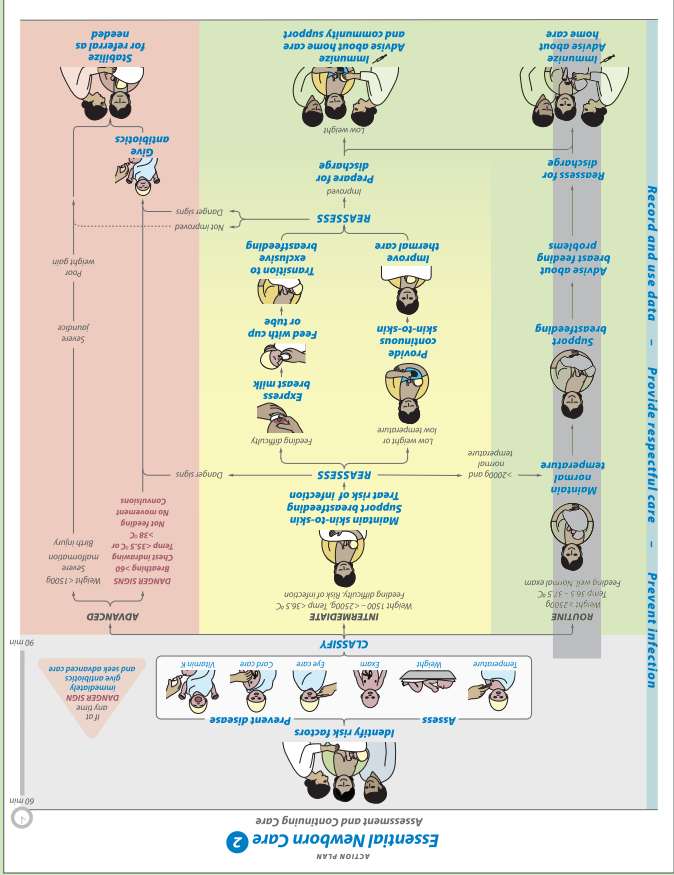 ACTION PLAN
Essential Newborn Care 2
Assessment and Continuing Care
60 min
Identify risk factors
Assess
Prevent disease
Temperature
Weight
Exam
Eye care
Cord care
Vitamin K
If at
any time
DANGER SIGN
immediately
give antibiotics
and seek advanced care
90 min
CLASSIFY
ROUTINE
Weight ≥2500g
Temp 36.5 – 37.5 ºC
Feeding well. Normal exam
INTERMEDIATE
Weight 1500 – <2500g, Temp <36.5ºC
Feeding difficulty. Risk of infection
ADVANCED
DANGER SIGNS
Breathing >60
Chest indrawing
Temp <35.5 ºC or
>38 ºC
Not feeding
No movement
Convulsions
Weight <1500g
Severe
malformation
Birth injury
Maintain
normal
temperature
Maintain skin-to-skin
Support breastfeeding
Treat risk of infection
REASSESS
>2000g and
normal
temperature
Danger signs
Low weight or
low temperature
Feeding difficulty
Support
breastfeeding
Provide
continuous
skin-to-skin
Express
breast milk
Feed with cup
or tube
Severe
jaundice
Advise about
breast feeding
problems
Improve
thermal care
Transition to
exclusive
breastfeeding
Poor
weight gain
REASSESS
Not improved
Danger signs
Improved
Reassess for
discharge
Prepare for
discharge
Give
antibiotics
Low weight
Immunize
Advise about
home care
Immunize
Advise about home care
and community support
Stabilize
for referral as
needed
Prevent infection – Provide respectful care – Record and use data